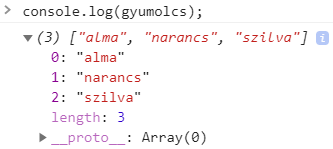 > console.log(gyumolcs);
▼(3) ["alma", "narancs", "szilva"] i
0: "alma"
1: "narancs"
2: "szilva"
length: 3
▶__proto__: Array(0)